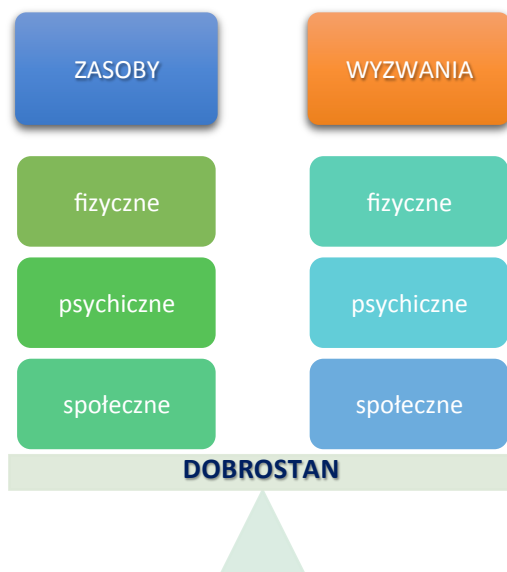 ZASOBY
WYZWANIA
fizyczne
fizyczne
psychiczne
psychiczne
społeczne
społeczne
DOBROSTAN